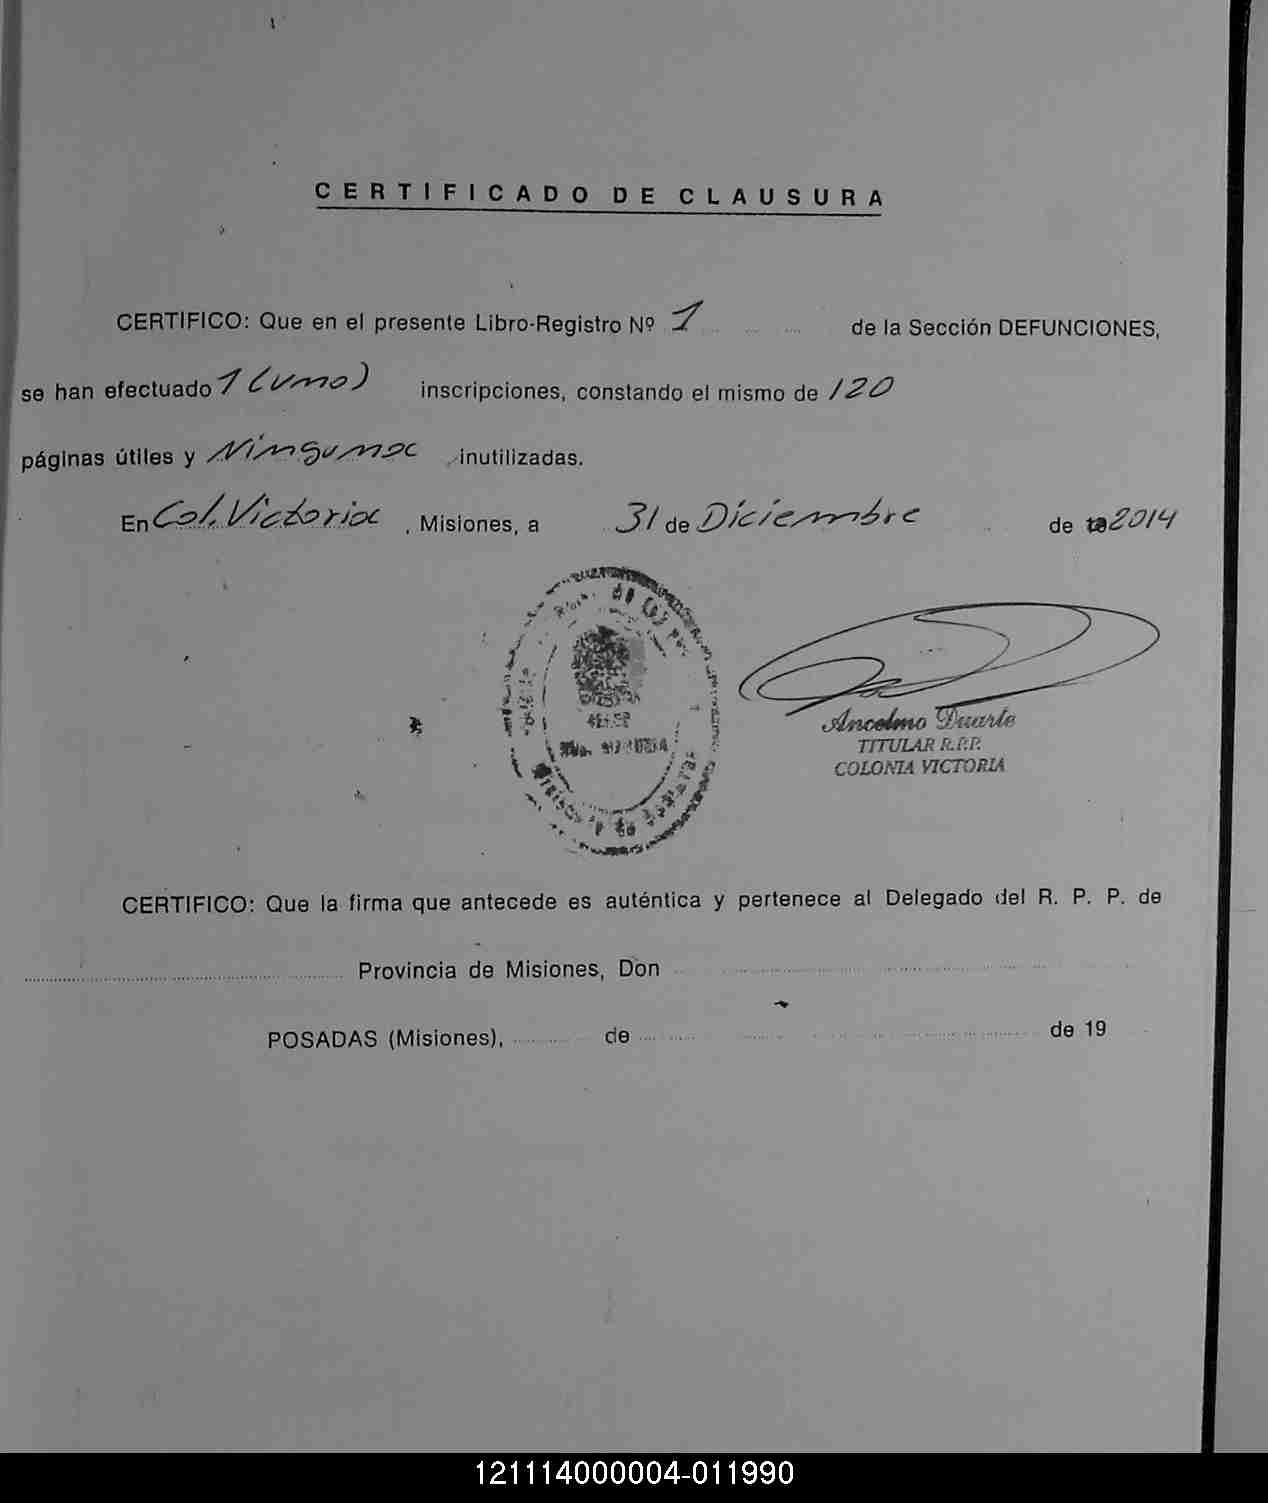 CERTIFICADO DE CLAUSURA
CERTIFICO: Que en el presente Libro-Registro Nº 1 de la Sección DEFUNCIONES,
se han efectuado 1 (uno) inscripciones, constando el mismo de 120
páginas útiles y Ningunac inutilizadas.
En Col. Victoria, Misiones, a 31 de Diciembre de 2014
Ancelmo Duarte
TITULAR R.P.P.
COLONIA VICTORIA
CERTIFICO: Que la firma que antecede es auténtica y pertenece al Delegado del R. P. P. de
Provincia de Misiones, Don
POSADAS (Misiones), de de 19
121114000004-011990